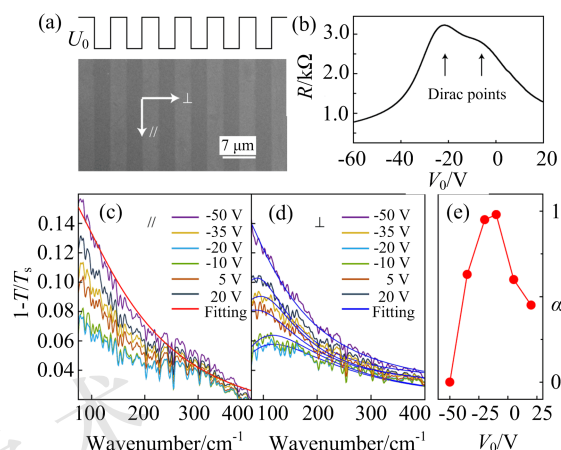 (a)
U₀
⊥
//
7 μm
(b)
R/kΩ
3.0
2.0
1.0
Dirac points
-60 -40 -20 0 20
V₀/V
(c)
//
1-T/Tₛ
0.14
0.12
0.10
0.08
0.06
0.04
-50 V
-35 V
-20 V
-10 V
5 V
20 V
Fitting
100 200 300 400
Wavenumber/cm⁻¹
(d)
⊥
-50 V
-35 V
-20 V
-10 V
5 V
20 V
Fitting
100 200 300 400
Wavenumber/cm⁻¹
(e)
1
α
0
-50 -25 0 25
V₀/V
术